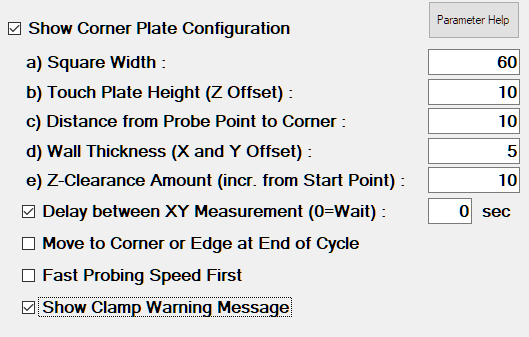 Parameter Help
Show Corner Plate Configuration
a) Square Width : 60
b) Touch Plate Height (Z Offset) : 10
c) Distance from Probe Point to Corner : 10
d) Wall Thickness (X and Y Offset) : 5
e) Z-Clearance Amount (incr. from Start Point) : 10
Delay between XY Measurement (0=Wait) : 0 sec
Move to Corner or Edge at End of Cycle
Fast Probing Speed First
Show Clamp Warning Message